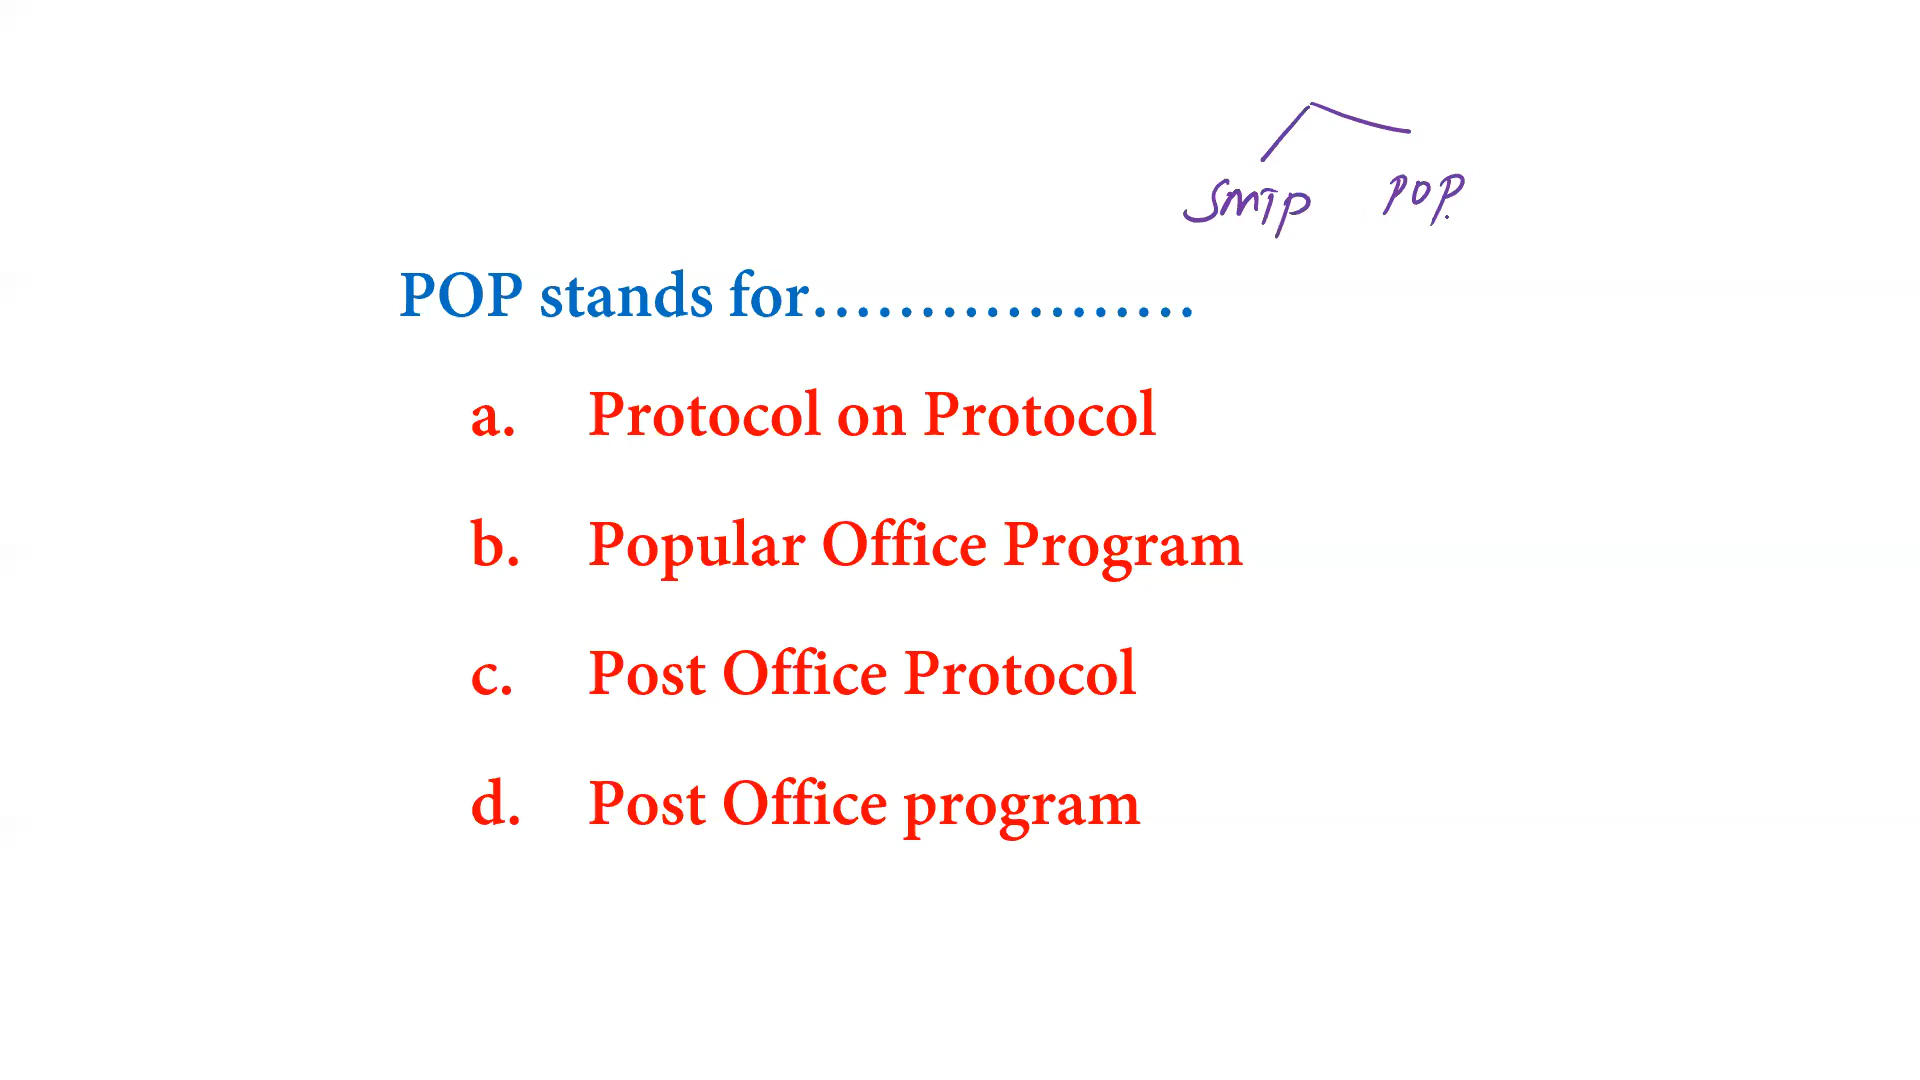 SMTP POP.
POP stands for..................
a. Protocol on Protocol
b. Popular Office Program
c. Post Office Protocol
d. Post Office program